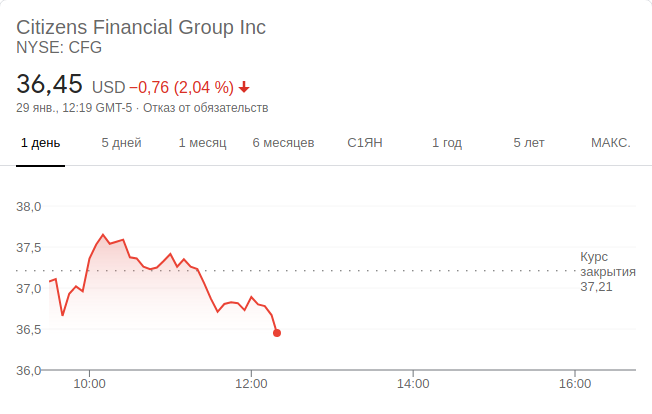 Citizens Financial Group Inc
NYSE: CFG
36,45 USD −0,76 (2,04 %)
29 янв., 12:19 GMT-5 · Отказ от обязательств
1 день 5 дней 1 месяц 6 месяцев С1ЯН 1 год 5 лет МАКС.
38,0
37,5
Курс
закрытия
37,21
37,0
36,5
36,0
10:00 12:00 14:00 16:00